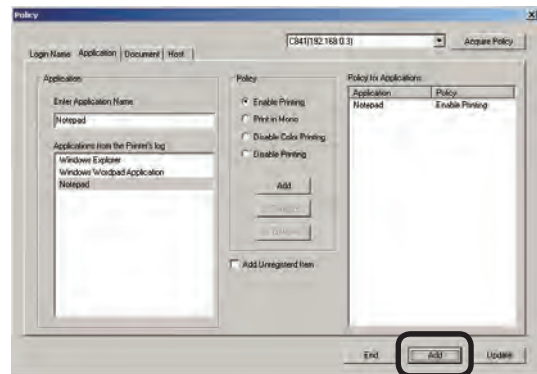 Policy
C841(192.168.0.3)
Acquire Policy
Login Name
Application
Document
Host
Application
Enter Application Name
Notepad
Applications from the Printer's log
Windows Explorer
Windows Wordpad Application
Notepad
Policy
Enable Printing
Print in Mono
Disable Color Printing
Disable Printing
Add
Add Unregisterd Item
Policy for Applications
Application Policy
Notepad Enable Printing
End
Add
Update